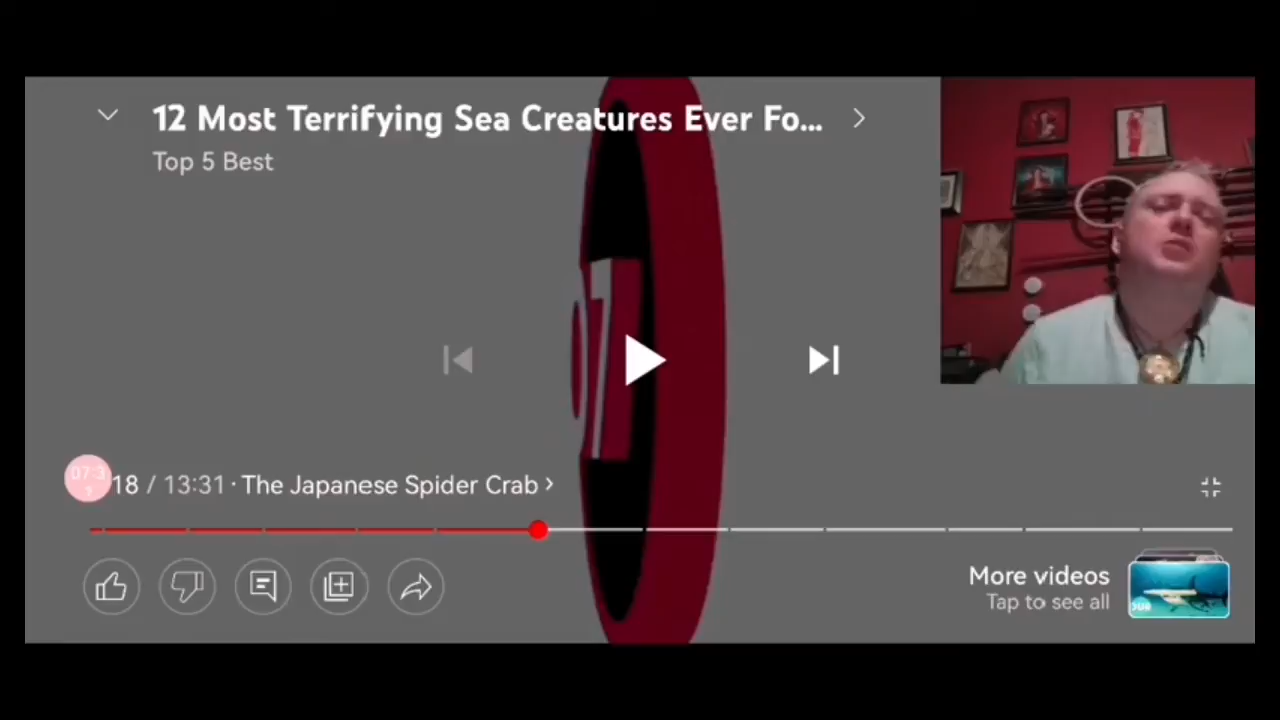 12 Most Terrifying Sea Creatures Ever Fo...
Top 5 Best
07
18 / 13:31 · The Japanese Spider Crab ›
More videos
Tap to see all